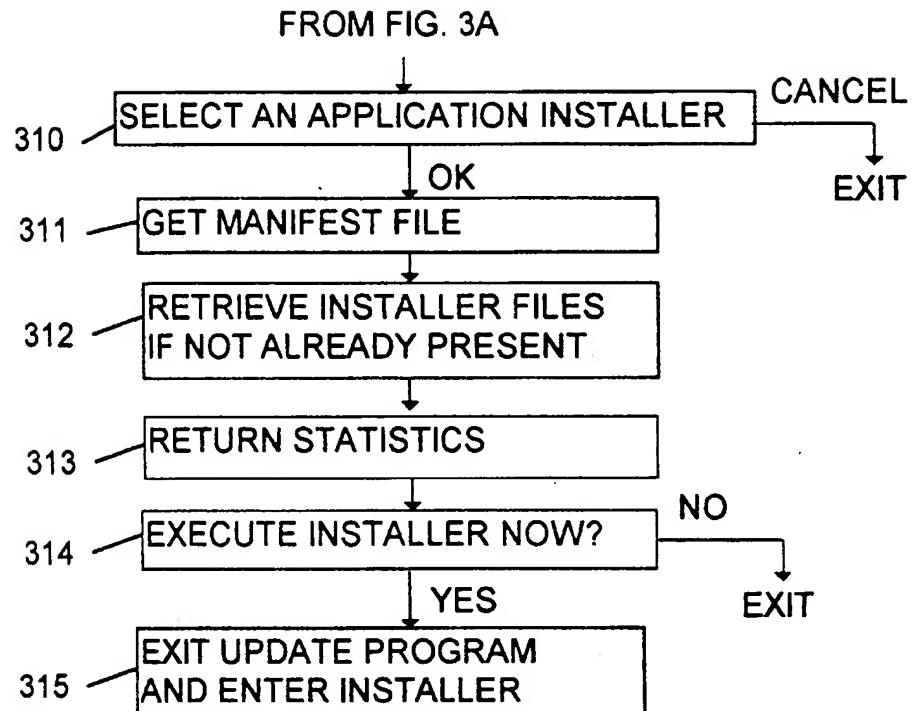 FROM FIG. 3A
CANCEL
310
SELECT AN APPLICATION INSTALLER
EXIT
OK
311
GET MANIFEST FILE
312
RETRIEVE INSTALLER FILES
IF NOT ALREADY PRESENT
313
RETURN STATISTICS
NO
314
EXECUTE INSTALLER NOW?
YES
EXIT
315
EXIT UPDATE PROGRAM
AND ENTER INSTALLER